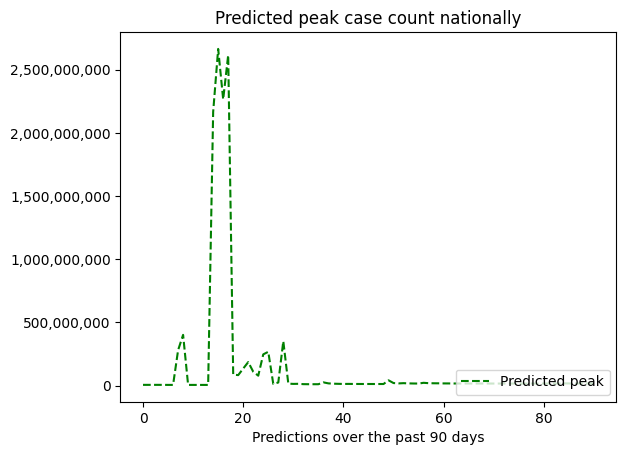 Predicted peak case count nationally
2,500,000,000
2,000,000,000
1,500,000,000
1,000,000,000
500,000,000
0
Predicted peak
0 20 40 60 80
Predictions over the past 90 days